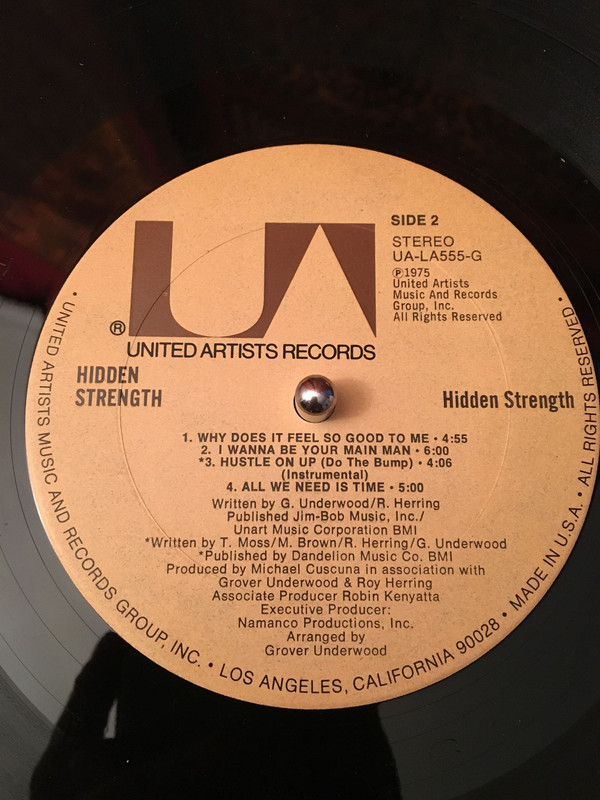 SIDE 2
STEREO
UA-LA555-G
℗1975
United Artists
Music And Records
Group, Inc.
All Rights Reserved
UA
®
UNITED ARTISTS RECORDS
HIDDEN
STRENGTH
Hidden Strength
1. WHY DOES IT FEEL SO GOOD TO ME • 4:55
2. I WANNA BE YOUR MAIN MAN • 6:00
*3. HUSTLE ON UP (Do The Bump) • 4:06
(Instrumental)
4. ALL WE NEED IS TIME • 5:00
Written by G. Underwood/R. Herring
Published Jim-Bob Music, Inc./
Unart Music Corporation BMI
*Written by T. Moss/M. Brown/R. Herring/G. Underwood
*Published by Dandelion Music Co. BMI
Produced by Michael Cuscuna in association with
Grover Underwood & Roy Herring
Associate Producer Robin Kenyatta
Executive Producer:
Namanco Productions, Inc.
Arranged by
Grover Underwood
• UNITED ARTISTS MUSIC AND RECORDS GROUP, INC. • LOS ANGELES, CALIFORNIA 90028 • MADE IN U.S.A. • ALL RIGHTS RESERVED